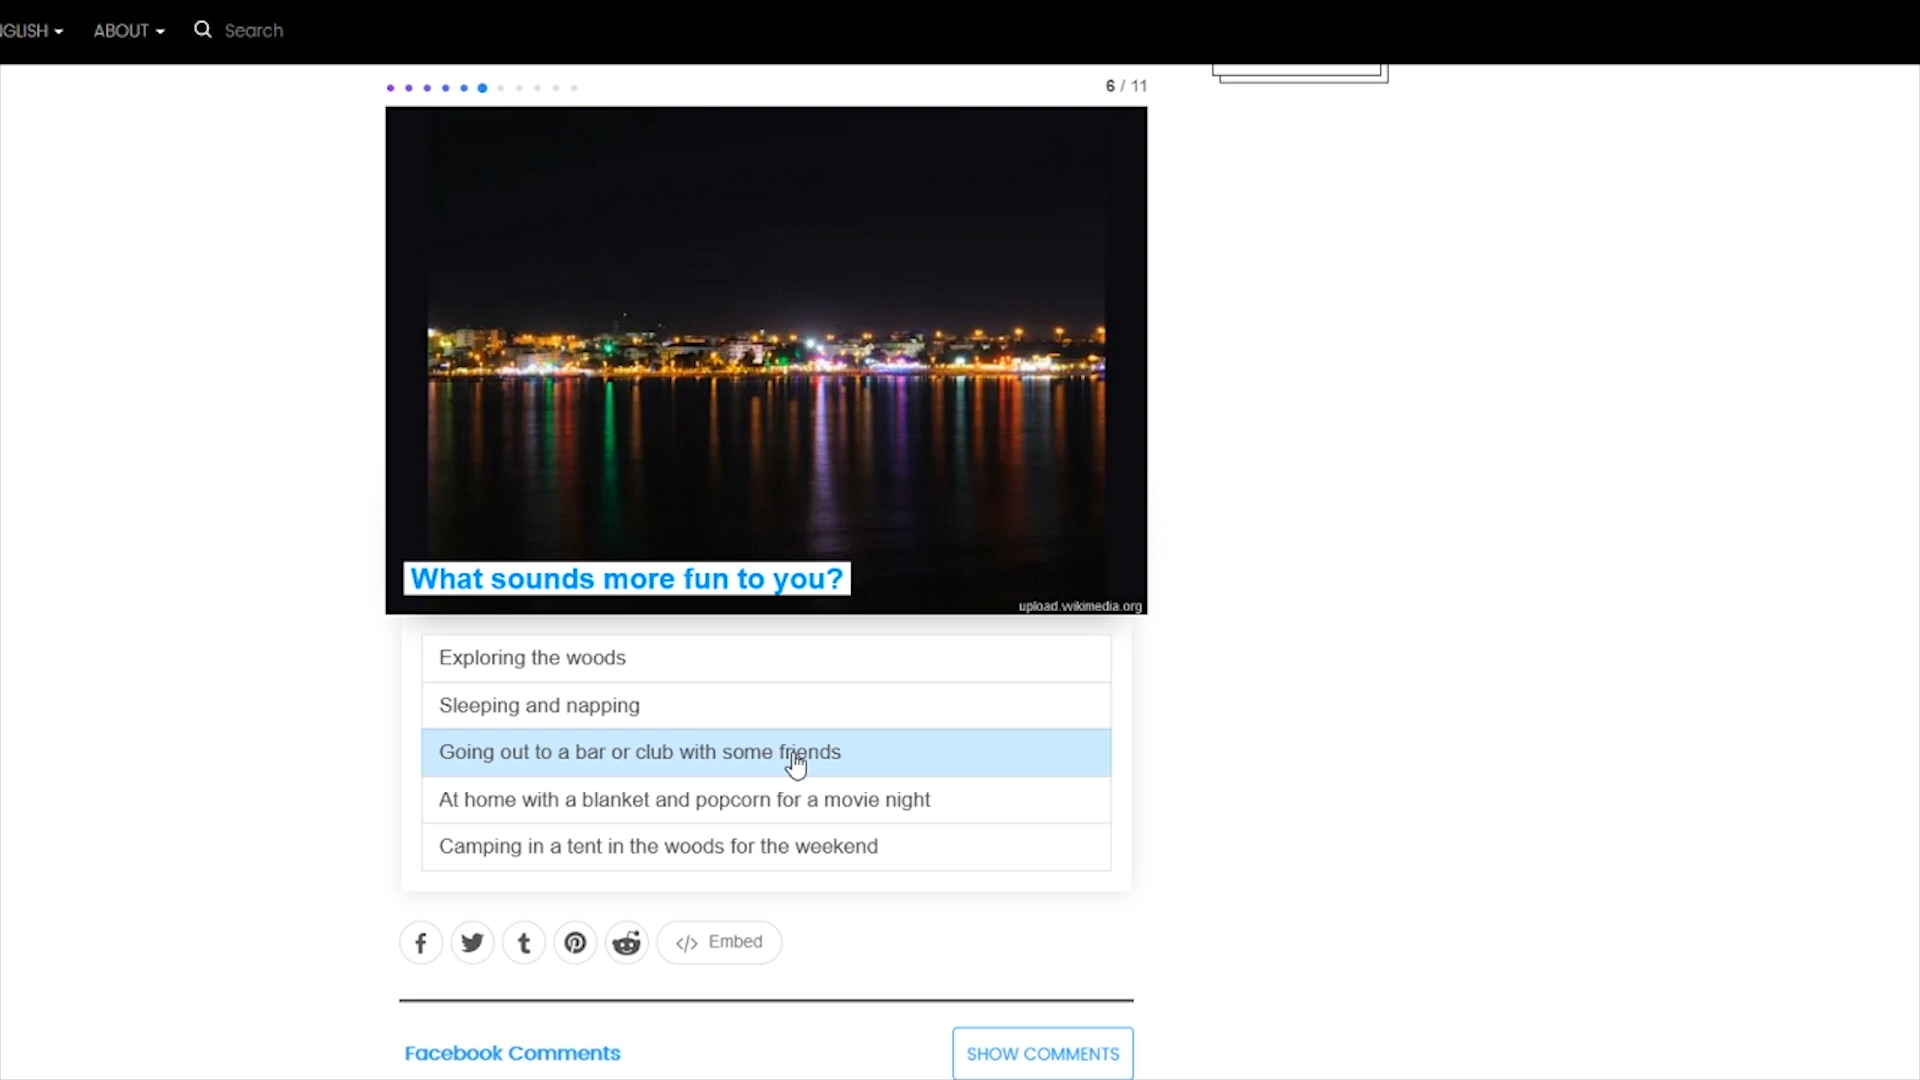 NGLISH ABOUT Search
6 / 11
What sounds more fun to you?
upload.wikimedia.org
Exploring the woods
Sleeping and napping
Going out to a bar or club with some friends
At home with a blanket and popcorn for a movie night
Camping in a tent in the woods for the weekend
</> Embed
Facebook Comments
SHOW COMMENTS